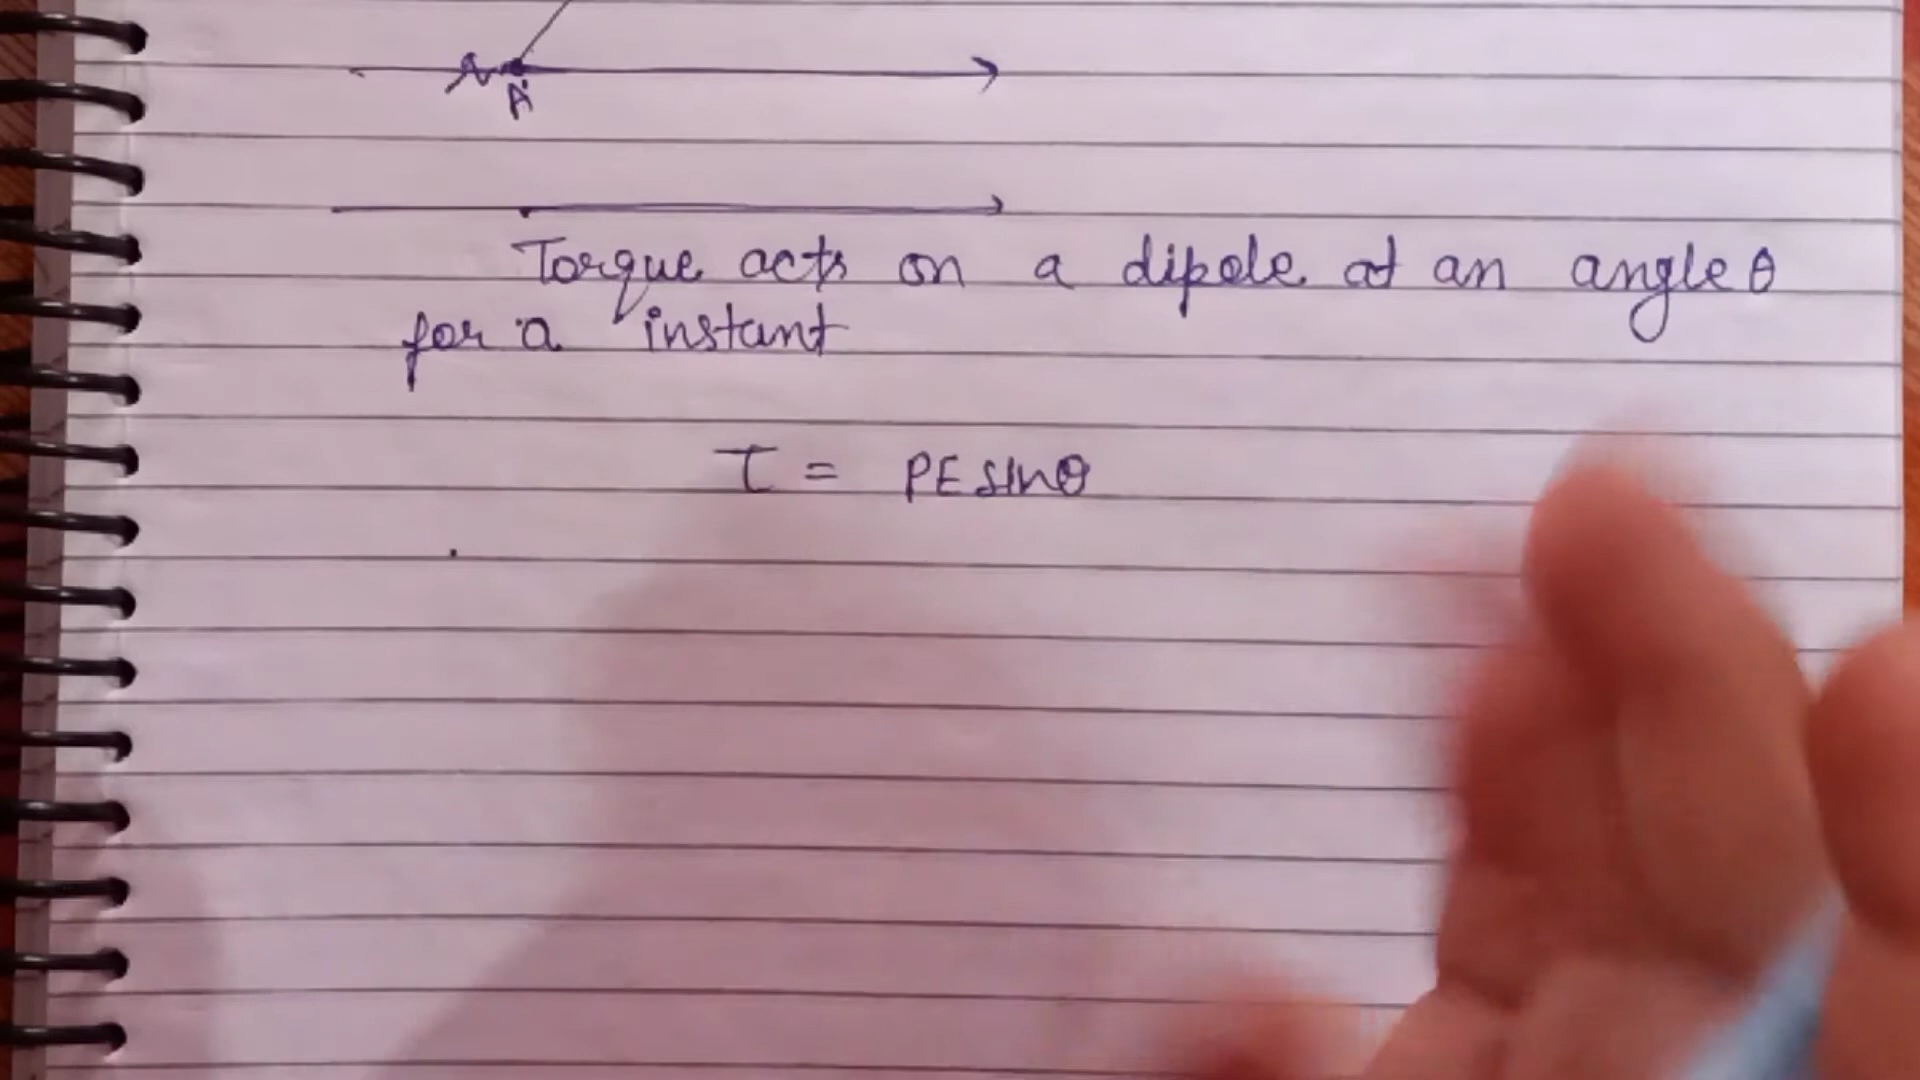 A
Torque acts on a dipole at an angle θ
for a instant
τ = PE sinθ